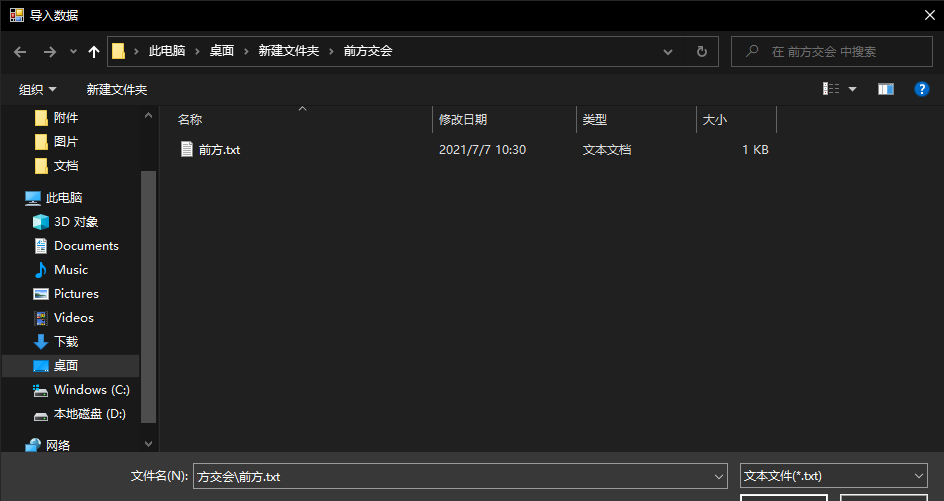 导入数据
此电脑 › 桌面 › 新建文件夹 › 前方交会
在 前方交会 中搜索
组织 新建文件夹
附件
图片
文档
此电脑
3D 对象
Documents
Music
Pictures
Videos
下载
桌面
Windows (C:)
本地磁盘 (D:)
网络
名称 修改日期 类型 大小
前方.txt 2021/7/7 10:30 文本文档 1 KB
文件名(N): 方交会\前方.txt 文本文件(*.txt)